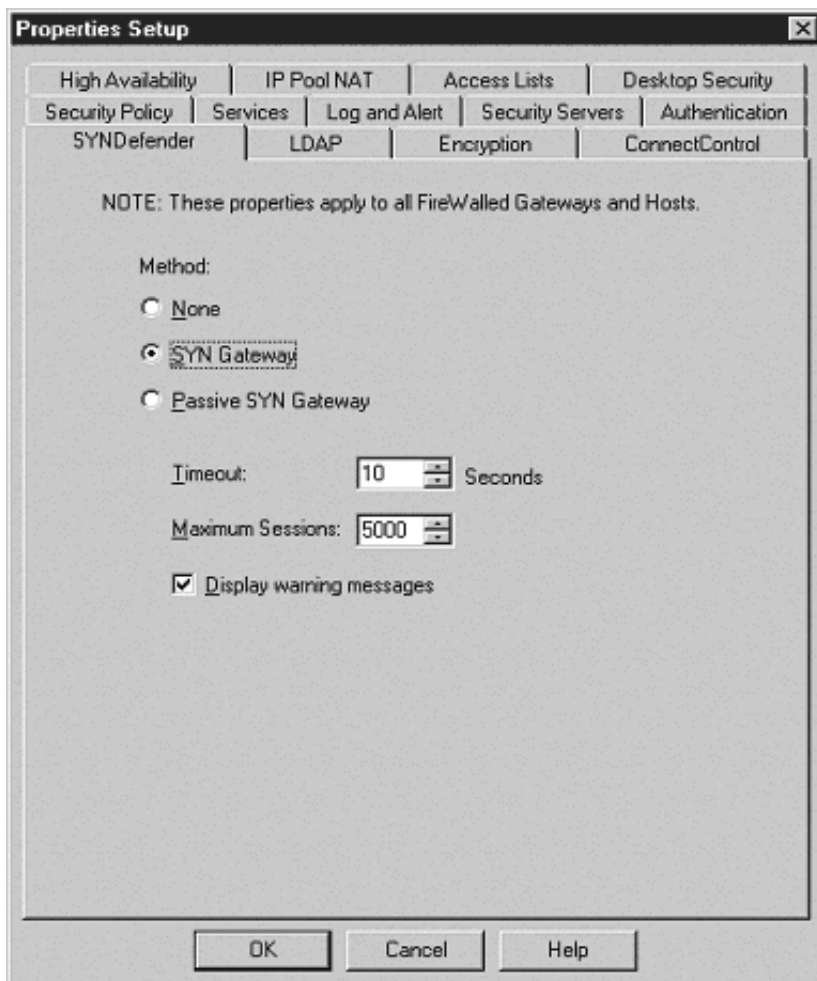 Properties Setup
High Availability IP Pool NAT Access Lists Desktop Security
Security Policy Services Log and Alert Security Servers Authentication
SYNDefender LDAP Encryption ConnectControl
NOTE: These properties apply to all FireWalled Gateways and Hosts.
Method:
None
SYN Gateway
Passive SYN Gateway
Timeout: 10 Seconds
Maximum Sessions: 5000
Display warning messages
OK Cancel Help